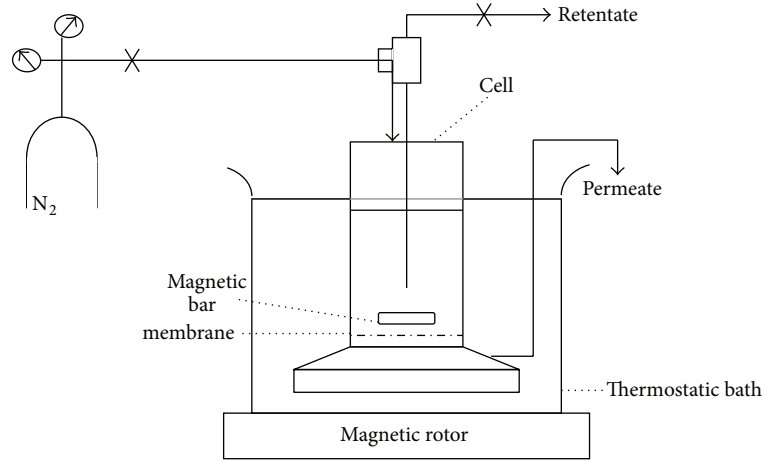 Retentate
Cell
Permeate
N2
Magnetic
bar
membrane
Thermostatic bath
Magnetic rotor